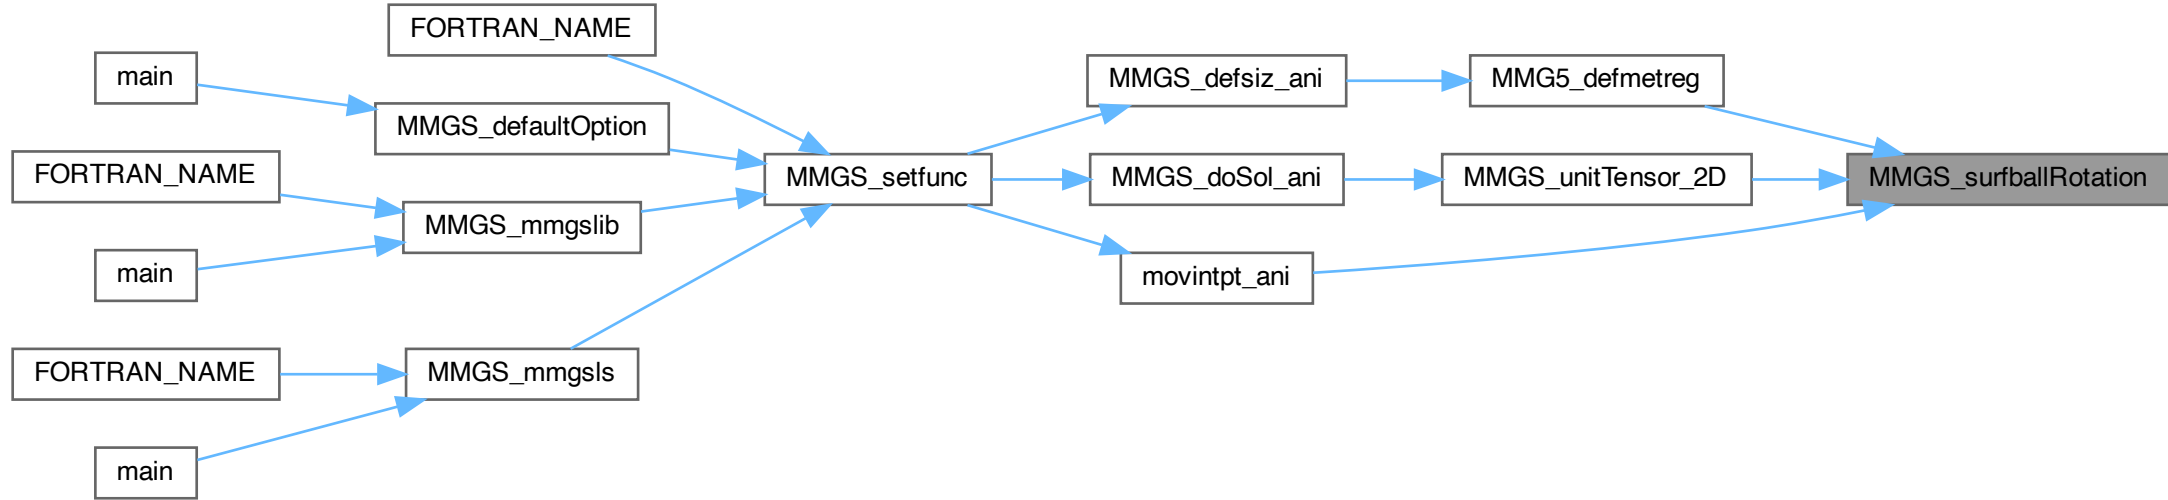 FORTRAN_NAME
main
MMGS_defaultOption
FORTRAN_NAME
MMGS_mmgslib
main
FORTRAN_NAME
MMGS_mmgsls
main
MMGS_setfunc
MMGS_defsiz_ani
MMG5_defmetreg
MMGS_doSol_ani
MMGS_unitTensor_2D
MMGS_surfballRotation
movintpt_ani